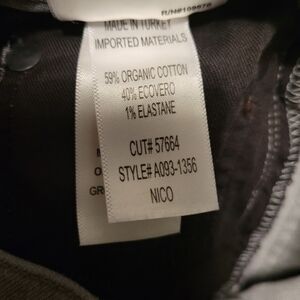 MADE IN TURKEY
IMPORTED MATERIALS
59% ORGANIC COTTON
40% ECOVERO
1% ELASTANE
CUT# 57664
STYLE# A093-1356
NICO